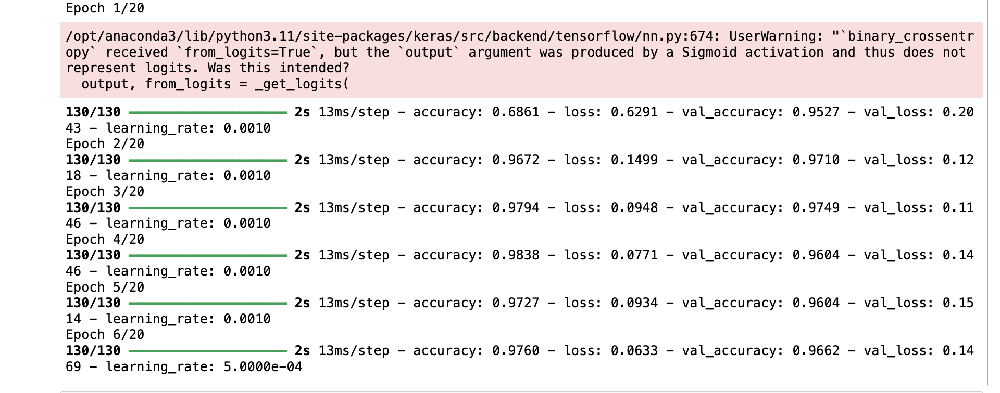 Epoch 1/20
/opt/anaconda3/lib/python3.11/site-packages/keras/src/backend/tensorflow/nn.py:674: UserWarning: "`binary_crossentr
opy` received `from_logits=True`, but the `output` argument was produced by a Sigmoid activation and thus does not
represent logits. Was this intended?
  output, from_logits = _get_logits(
130/130 ━━━━━━━━━━━━━━━━━━━━ 2s 13ms/step – accuracy: 0.6861 – loss: 0.6291 – val_accuracy: 0.9527 – val_loss: 0.20
43 – learning_rate: 0.0010
Epoch 2/20
130/130 ━━━━━━━━━━━━━━━━━━━━ 2s 13ms/step – accuracy: 0.9672 – loss: 0.1499 – val_accuracy: 0.9710 – val_loss: 0.12
18 – learning_rate: 0.0010
Epoch 3/20
130/130 ━━━━━━━━━━━━━━━━━━━━ 2s 13ms/step – accuracy: 0.9794 – loss: 0.0948 – val_accuracy: 0.9749 – val_loss: 0.11
46 – learning_rate: 0.0010
Epoch 4/20
130/130 ━━━━━━━━━━━━━━━━━━━━ 2s 13ms/step – accuracy: 0.9838 – loss: 0.0771 – val_accuracy: 0.9604 – val_loss: 0.14
46 – learning_rate: 0.0010
Epoch 5/20
130/130 ━━━━━━━━━━━━━━━━━━━━ 2s 13ms/step – accuracy: 0.9727 – loss: 0.0934 – val_accuracy: 0.9604 – val_loss: 0.15
14 – learning_rate: 0.0010
Epoch 6/20
130/130 ━━━━━━━━━━━━━━━━━━━━ 2s 13ms/step – accuracy: 0.9760 – loss: 0.0633 – val_accuracy: 0.9662 – val_loss: 0.14
69 – learning_rate: 5.0000e-04